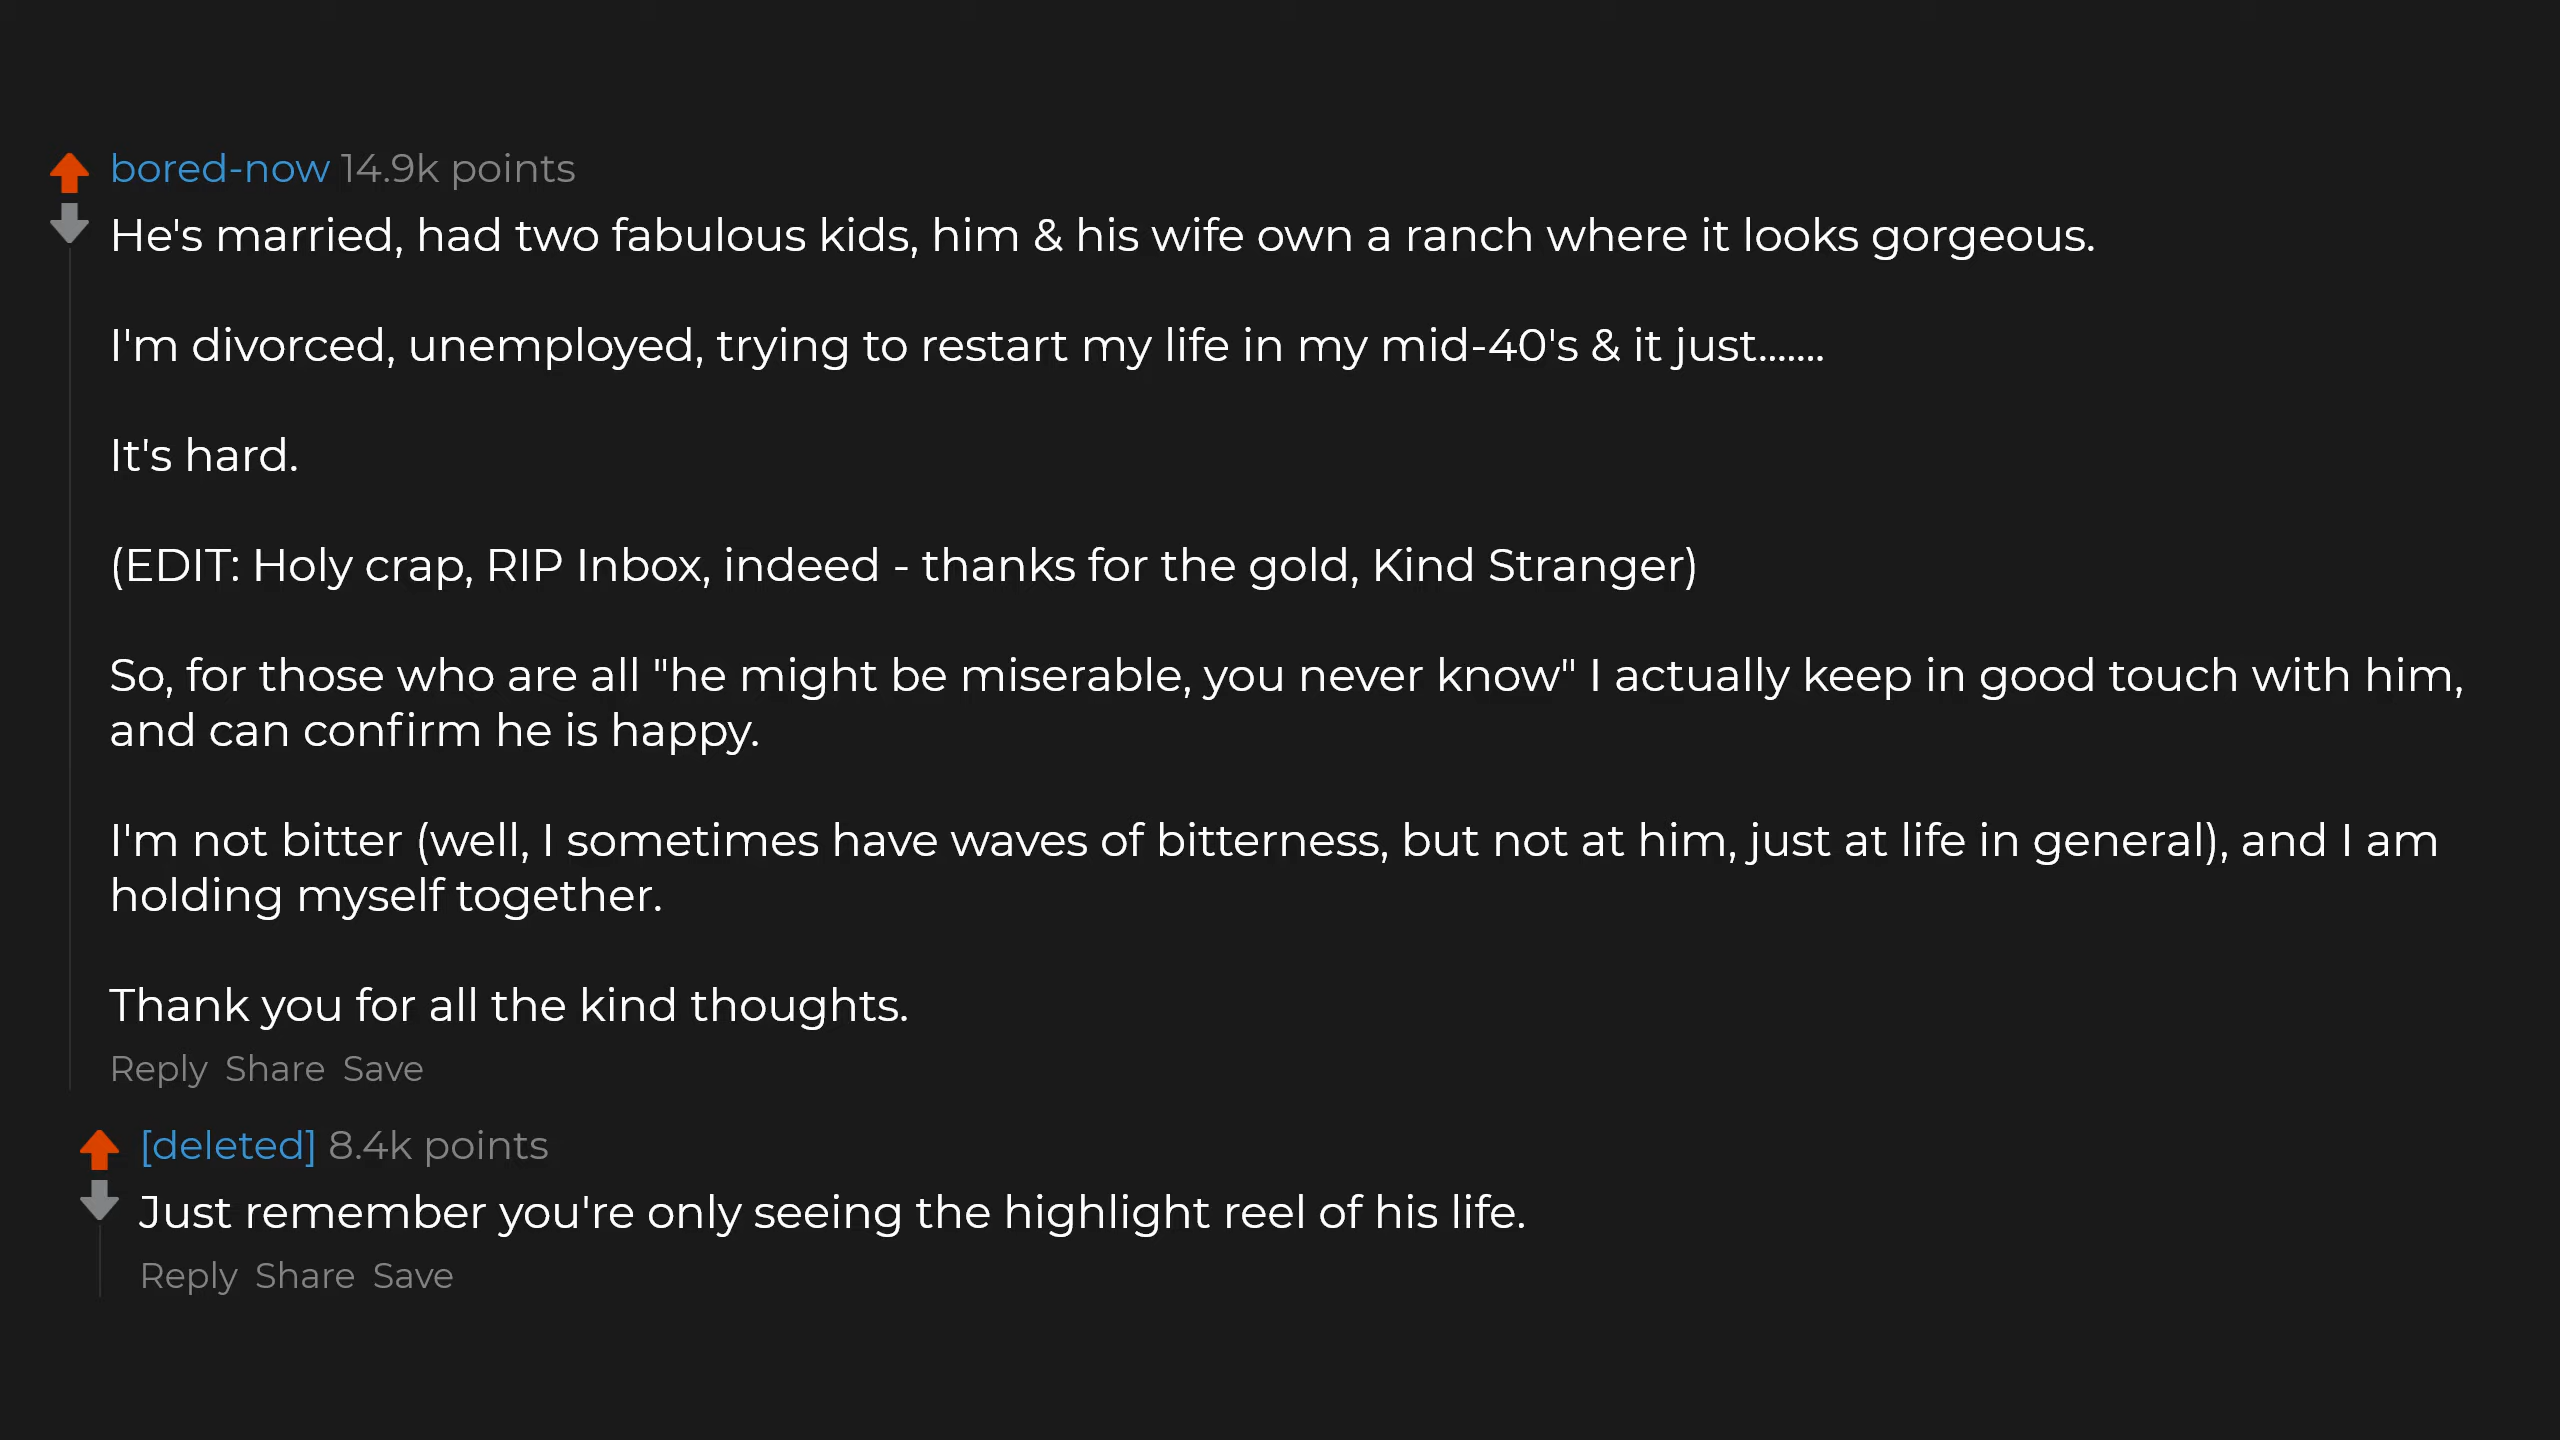 bored-now 14.9k points
He's married, had two fabulous kids, him & his wife own a ranch where it looks gorgeous.
I'm divorced, unemployed, trying to restart my life in my mid-40's & it just.......
It's hard.
(EDIT: Holy crap, RIP Inbox, indeed - thanks for the gold, Kind Stranger)
So, for those who are all "he might be miserable, you never know" I actually keep in good touch with him,
and can confirm he is happy.
I'm not bitter (well, I sometimes have waves of bitterness, but not at him, just at life in general), and I am
holding myself together.
Thank you for all the kind thoughts.
Reply Share Save
[deleted] 8.4k points
Just remember you're only seeing the highlight reel of his life.
Reply Share Save